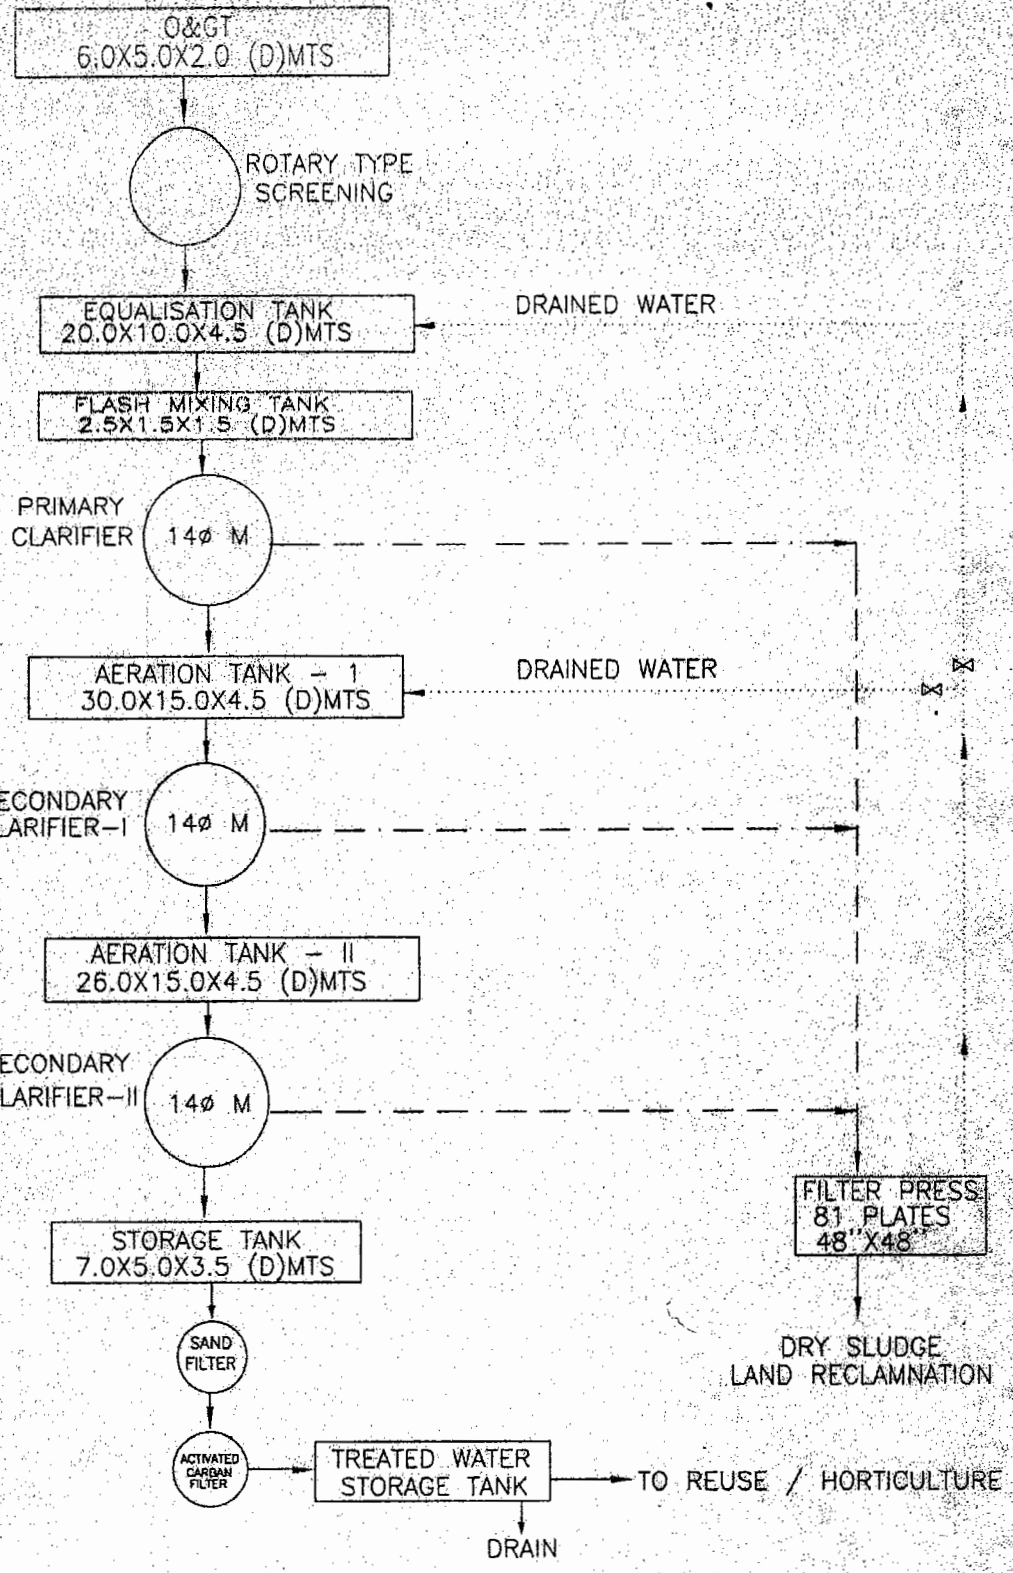 O&GT
6.0X5.0X2.0 (D)MTS
ROTARY TYPE
SCREENING
EQUALISATION TANK
20.0X10.0X4.5 (D)MTS
DRAINED WATER
FLASH MIXING TANK
2.5X1.5X1.5 (D)MTS
PRIMARY
CLARIFIER
14ø M
AERATION TANK - 1
30.0X15.0X4.5 (D)MTS
DRAINED WATER
ECONDARY
LARIFIER-I
14ø M
AERATION TANK - II
26.0X15.0X4.5 (D)MTS
ECONDARY
LARIFIER-II
14ø M
FILTER PRESS
81 PLATES
48"X48"
STORAGE TANK
7.0X5.0X3.5 (D)MTS
SAND
FILTER
DRY SLUDGE
LAND RECLAMNATION
ACTIVATED
CARBAN
FILTER
TREATED WATER
STORAGE TANK
TO REUSE / HORTICULTURE
DRAIN